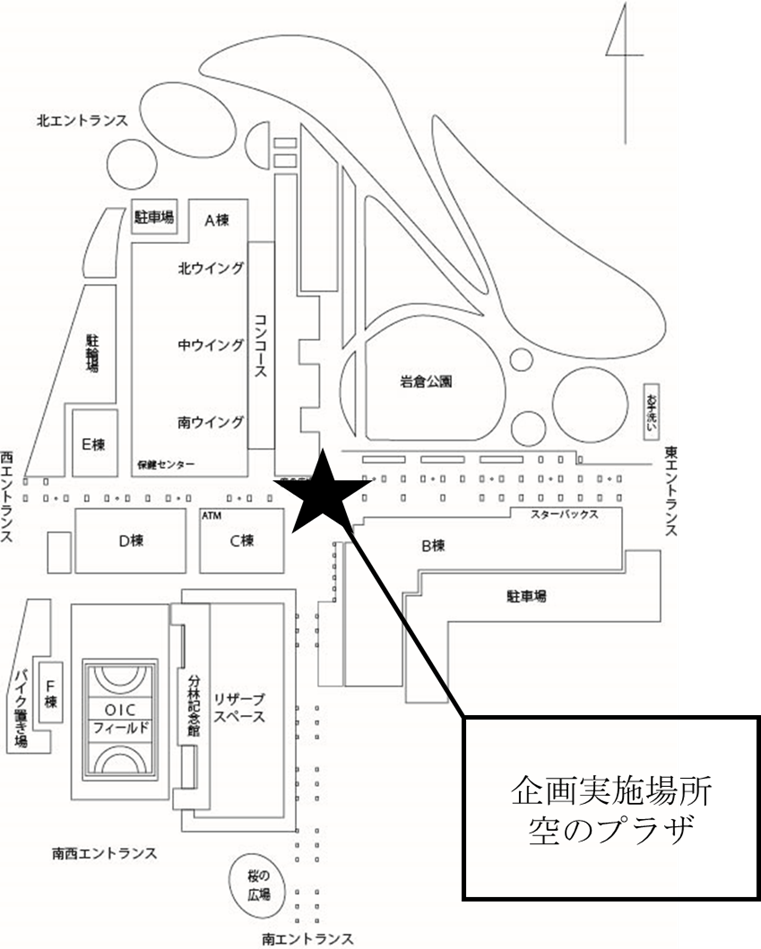 北エントランス
駐車場
A棟
北ウイング
コンコース
中ウイング
駐輪場
岩倉公園
お手洗い
南ウイング
E棟
保健センター
西エントランス
東エントランス
ATM
スターバックス
D棟
C棟
B棟
駐車場
F棟
バイク置き場
OIC
フィールド
分林記念館
リザーブ
スペース
企画実施場所
空のプラザ
南西エントランス
桜の
広場
南エントランス